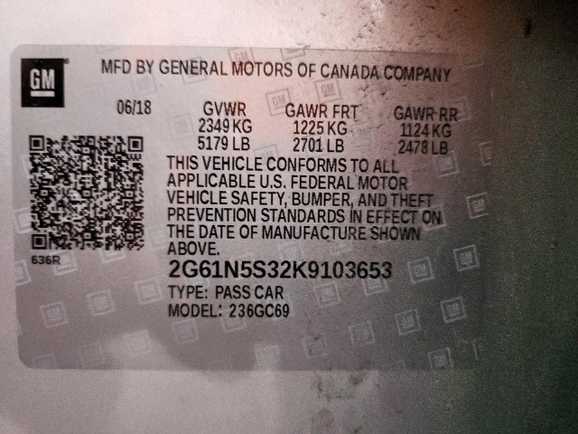 GM
MFD BY GENERAL MOTORS OF CANADA COMPANY
06/18 GVWR GAWR FRT GAWR RR
2349 KG 1225 KG 1124 KG
5179 LB 2701 LB 2478 LB
THIS VEHICLE CONFORMS TO ALL
APPLICABLE U.S. FEDERAL MOTOR
VEHICLE SAFETY, BUMPER, AND THEFT
PREVENTION STANDARDS IN EFFECT ON
THE DATE OF MANUFACTURE SHOWN
ABOVE.
636R
2G61N5S32K9103653
TYPE: PASS CAR
MODEL: 236GC69